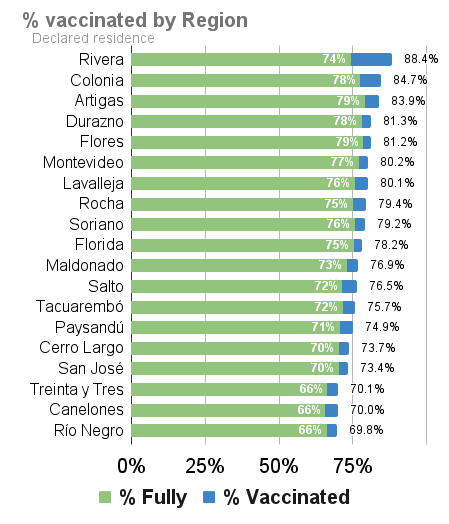 % vaccinated by Region
Declared residence
Rivera 74% 88.4%
Colonia 78% 84.7%
Artigas 79% 83.9%
Durazno 78% 81.3%
Flores 79% 81.2%
Montevideo 77% 80.2%
Lavalleja 76% 80.1%
Rocha 75% 79.4%
Soriano 76% 79.2%
Florida 75% 78.2%
Maldonado 73% 76.9%
Salto 72% 76.5%
Tacuarembó 72% 75.7%
Paysandú 71% 74.9%
Cerro Largo 70% 73.7%
San José 70% 73.4%
Treinta y Tres 66% 70.1%
Canelones 66% 70.0%
Río Negro 66% 69.8%
0% 25% 50% 75%
% Fully % Vaccinated